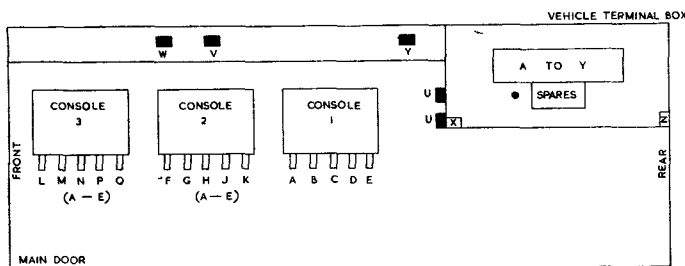 VEHICLE TERMINAL BOX
W V Y
A TO Y
SPARES
U
U X Z
CONSOLE 3
CONSOLE 2
CONSOLE 1
FRONT
REAR
L M N P Q F G H J K A B C D E
(A — E) (A — E)
MAIN DOOR